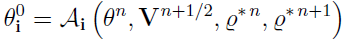 θ_𝐢^0 = 𝒜_𝐢 (θ^n, 𝐕^{n+1/2}, ϱ^{* n}, ϱ^{* n+1})